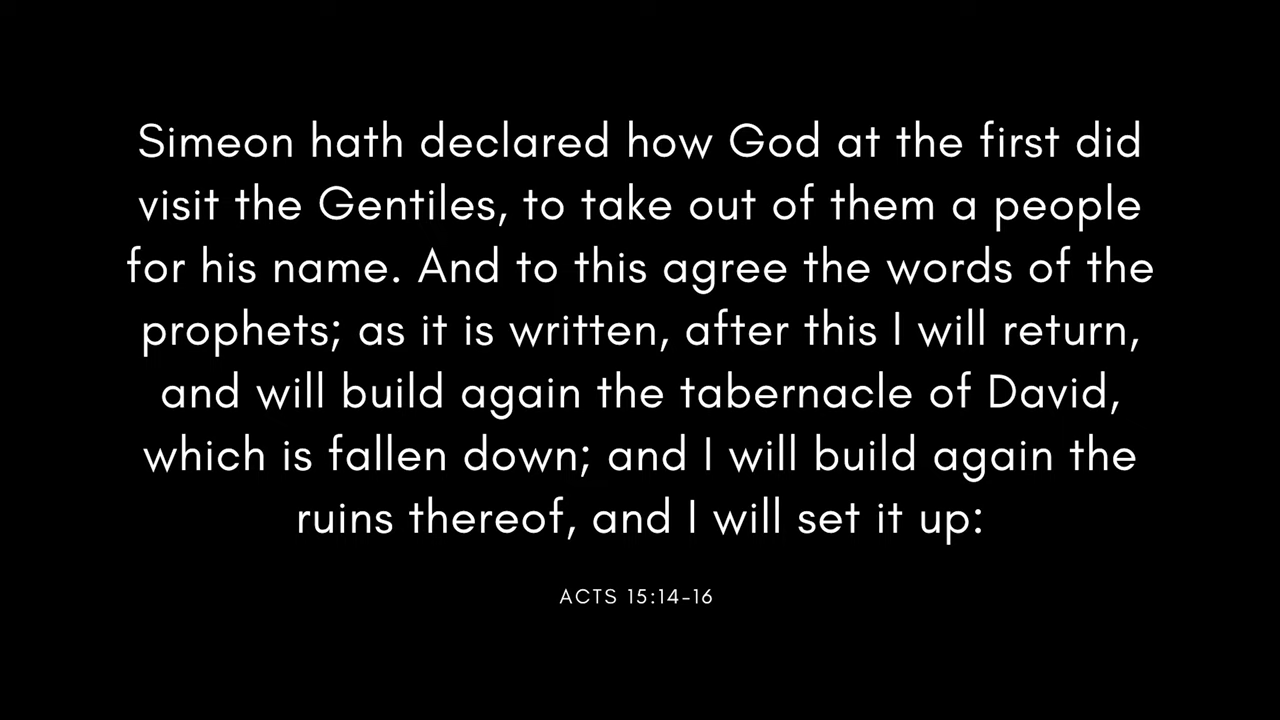 Simeon hath declared how God at the first did
visit the Gentiles, to take out of them a people
for his name. And to this agree the words of the
prophets; as it is written, after this I will return,
and will build again the tabernacle of David,
which is fallen down; and I will build again the
ruins thereof, and I will set it up:
ACTS 15:14-16